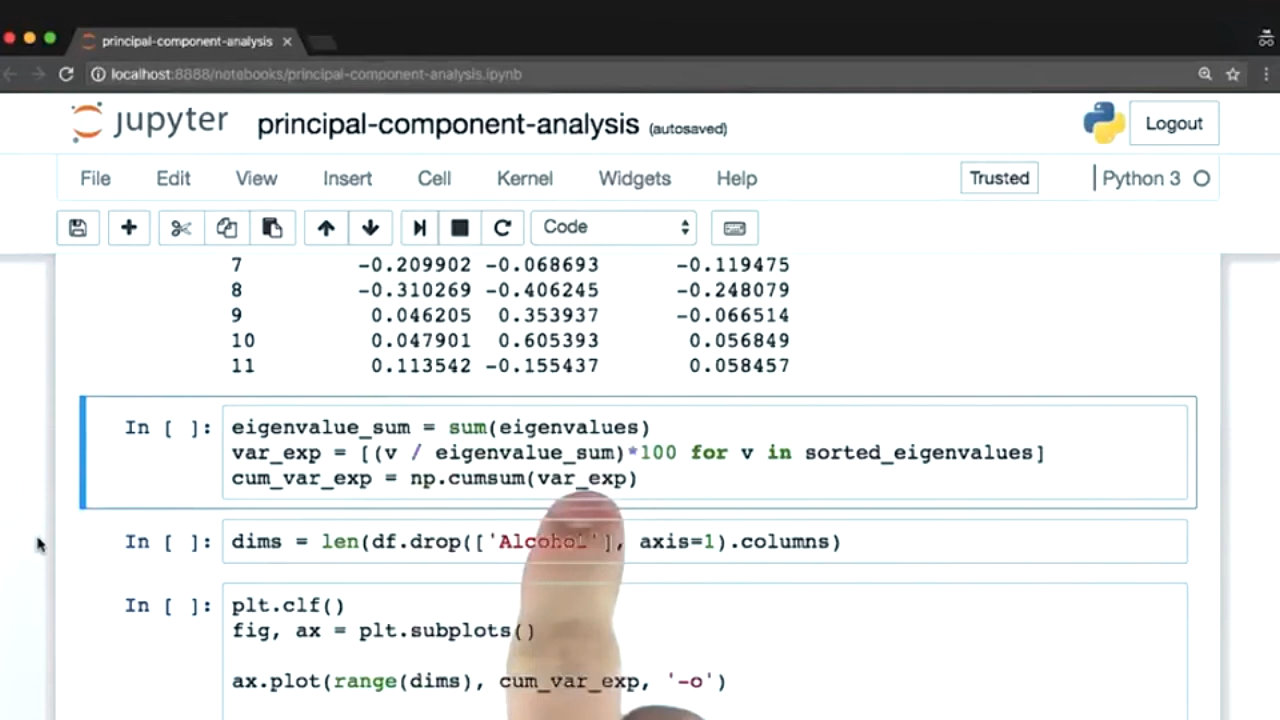 principal-component-analysis
localhost:8888/notebooks/principal-component-analysis.ipynb
jupyter principal-component-analysis (autosaved)
Logout
File Edit View Insert Cell Kernel Widgets Help Trusted Python 3
Code
7 -0.209902 -0.068693 -0.119475
8 -0.310269 -0.406245 -0.248079
9 0.046205 0.353937 -0.066514
10 0.047901 0.605393 0.056849
11 0.113542 -0.155437 0.058457
In [ ]: eigenvalue_sum = sum(eigenvalues)
var_exp = [(v / eigenvalue_sum)*100 for v in sorted_eigenvalues]
cum_var_exp = np.cumsum(var_exp)
In [ ]: dims = len(df.drop(['Alcohol'], axis=1).columns)
In [ ]: plt.clf()
fig, ax = plt.subplots()
ax.plot(range(dims), cum_var_exp, '-o')